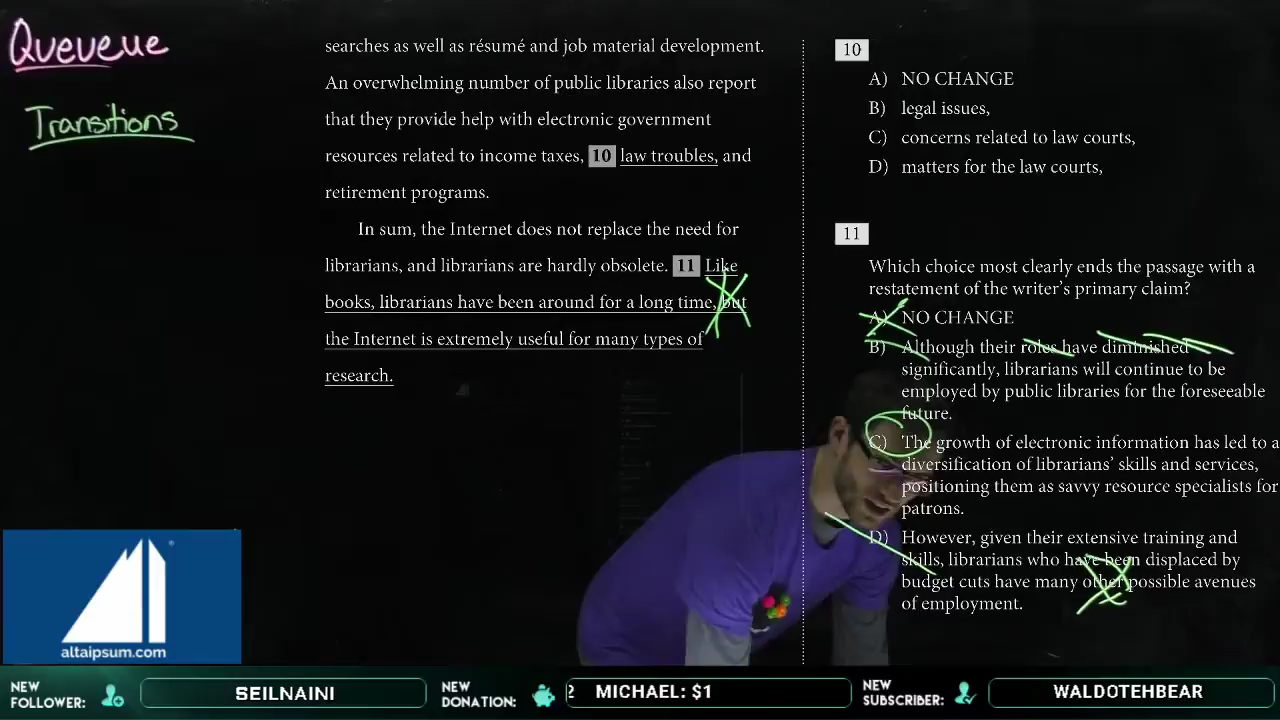 Queueue
Transitions
searches as well as résumé and job material development.
An overwhelming number of public libraries also report
that they provide help with electronic government
resources related to income taxes, 10 law troubles, and
retirement programs.
In sum, the Internet does not replace the need for
librarians, and librarians are hardly obsolete. 11 Like
books, librarians have been around for a long time, but
the Internet is extremely useful for many types of
research.
10
A) NO CHANGE
B) legal issues,
C) concerns related to law courts,
D) matters for the law courts,
11
Which choice most clearly ends the passage with a
restatement of the writer's primary claim?
A) NO CHANGE
B) Although their roles have diminished
significantly, librarians will continue to be
employed by public libraries for the foreseeable
future.
C) The growth of electronic information has led to a
diversification of librarians' skills and services,
positioning them as savvy resource specialists for
patrons.
D) However, given their extensive training and
skills, librarians who have been displaced by
budget cuts have many other possible avenues
of employment.
®
altaipsum.com
NEW
FOLLOWER:
SEILNAINI
NEW
DONATION:
MICHAEL: $1
NEW
SUBSCRIBER:
WALDOTEHBEAR